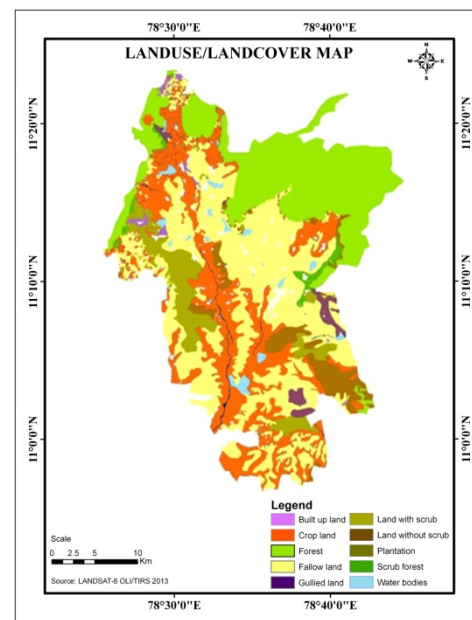 78°30'0"E 78°40'0"E
LANDUSE/LANDCOVER MAP
N
W E
S
11°20'0"N 11°20'0"N
11°10'0"N 11°10'0"N
11°0'0"N 11°0'0"N
Legend
Built up land
Crop land
Forest
Fallow land
Gullied land
Land with scrub
Land without scrub
Plantation
Scrub forest
Water bodies
Scale
0 2.5 5 10
Km
Source: LANDSAT-8 OLI/TIRS 2013
78°30'0"E 78°40'0"E